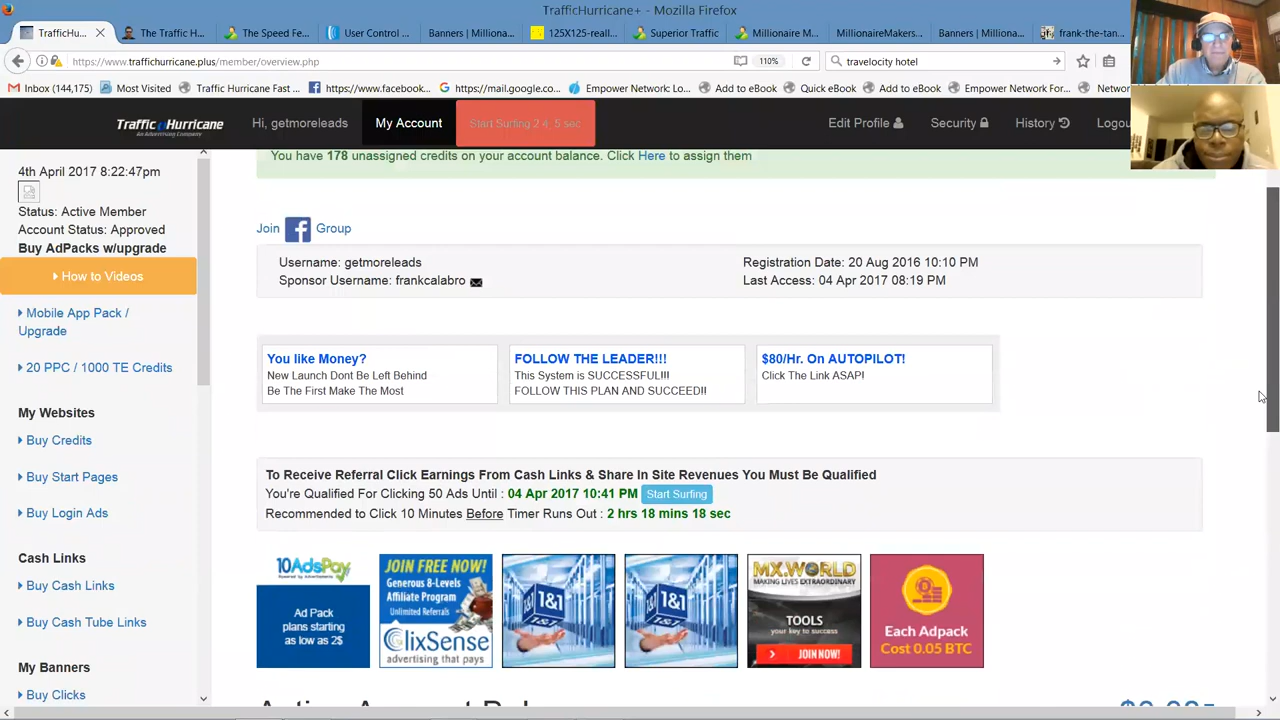 TrafficHurricane+ - Mozilla Firefox
TrafficHurri...
The Traffic H...
The Speed Fe...
User Control ...
Banners | Milliona...
125X125-reall...
Superior Traffic
Millionaire M...
MillionaireMakers...
Banners | Milliona...
frank-the-tan...
https://www.traffichurricane.plus/member/overview.php
110%
travelocity hotel
Inbox (144,175)
Most Visited
Traffic Hurricane Fast ...
https://www.facebook...
https://mail.google.co...
Empower Network: Lo...
Add to eBook
Quick eBook
Add to eBook
Empower Network For...
Network
Traffic Hurricane
An Advertising Company
Hi, getmoreleads
My Account
Edit Profile
Security
History
Logou
You have 178 unassigned credits on your account balance. Click Here to assign them
4th April 2017 8:22:47pm
Status: Active Member
Account Status: Approved
Buy AdPacks w/upgrade
How to Videos
Mobile App Pack /
Upgrade
20 PPC / 1000 TE Credits
My Websites
Buy Credits
Buy Start Pages
Buy Login Ads
Cash Links
Buy Cash Links
Buy Cash Tube Links
My Banners
Buy Clicks
Join
Group
Username: getmoreleads
Sponsor Username: frankcalabro
Registration Date: 20 Aug 2016 10:10 PM
Last Access: 04 Apr 2017 08:19 PM
You like Money?
New Launch Dont Be Left Behind
Be The First Make The Most
FOLLOW THE LEADER!!!
This System is SUCCESSFUL!!!
FOLLOW THIS PLAN AND SUCCEED!!
$80/Hr. On AUTOPILOT!
Click The Link ASAP!
To Receive Referral Click Earnings From Cash Links & Share In Site Revenues You Must Be Qualified
You're Qualified For Clicking 50 Ads Until : 04 Apr 2017 10:41 PM Start Surfing
Recommended to Click 10 Minutes Before Timer Runs Out : 2 hrs 18 mins 18 sec
10AdsPay
Ad Pack
plans starting
as low as 2$
JOIN FREE NOW!
Generous 8-Levels
Affiliate Program
Unlimited Referrals
ClixSense
advertising that pays
1&1
1&1
MX.WORLD
MAKING LIVES EXTRAORDINARY
TOOLS
your key to success
JOIN NOW!
Each Adpack
Cost 0.05 BTC